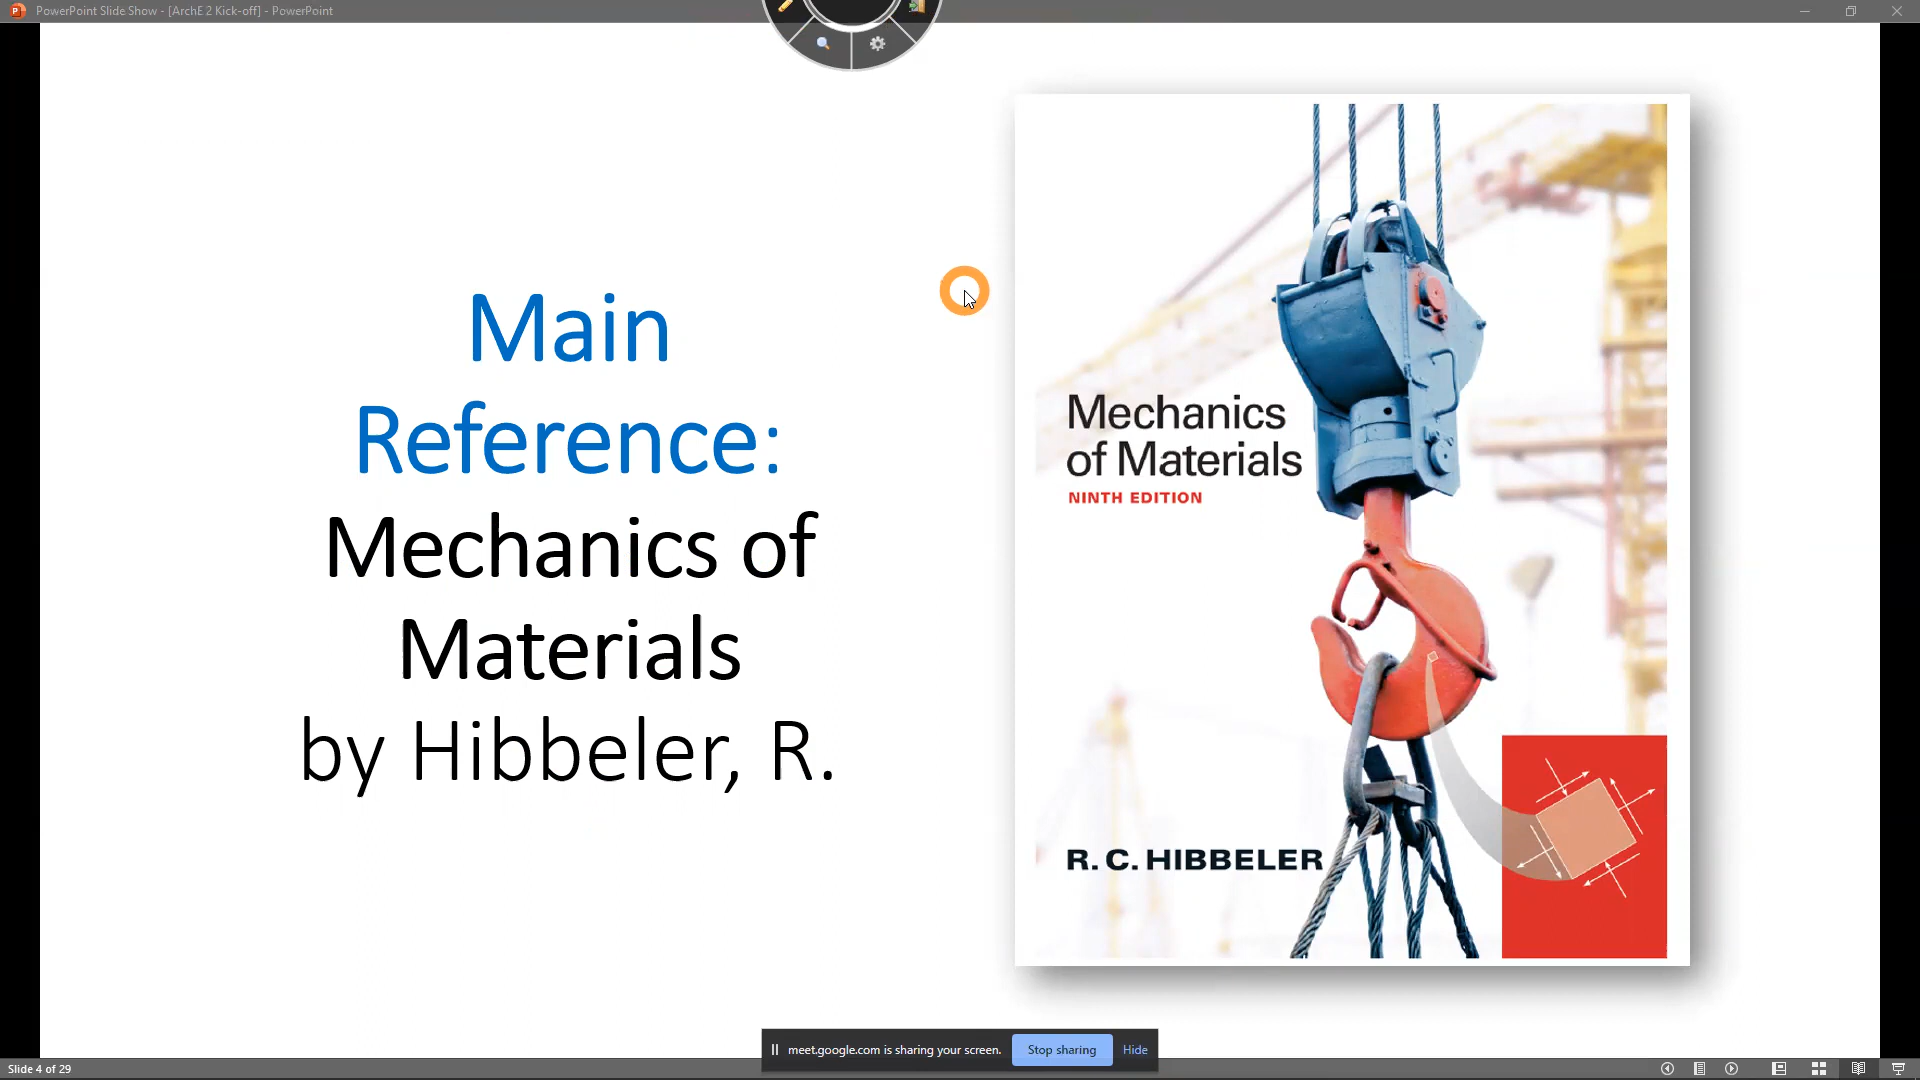 PowerPoint Slide Show - [ArchE 2 Kick-off] - PowerPoint
Main
Reference:
Mechanics of
Materials
by Hibbeler, R.
Mechanics
of Materials
NINTH EDITION
R. C. HIBBELER
meet.google.com is sharing your screen.
Stop sharing
Hide
Slide 4 of 29